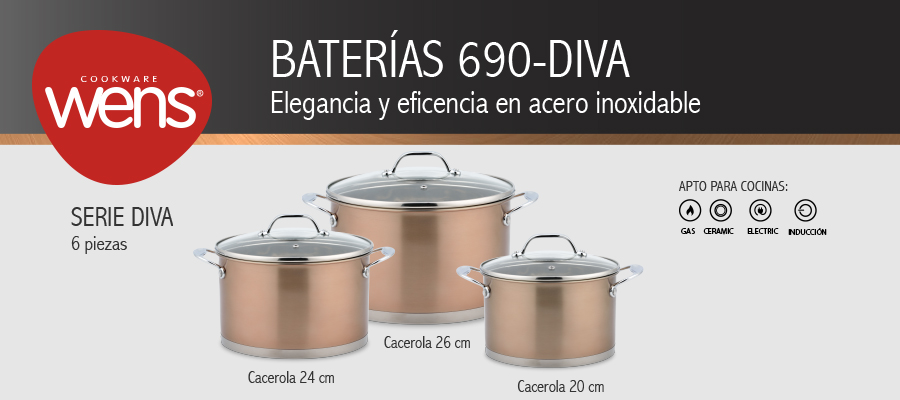 COOKWARE
wens®
BATERÍAS 690-DIVA
Elegancia y eficencia en acero inoxidable
SERIE DIVA
6 piezas
APTO PARA COCINAS:
GAS CERAMIC ELECTRIC INDUCCIÓN
Cacerola 26 cm
Cacerola 24 cm
Cacerola 20 cm